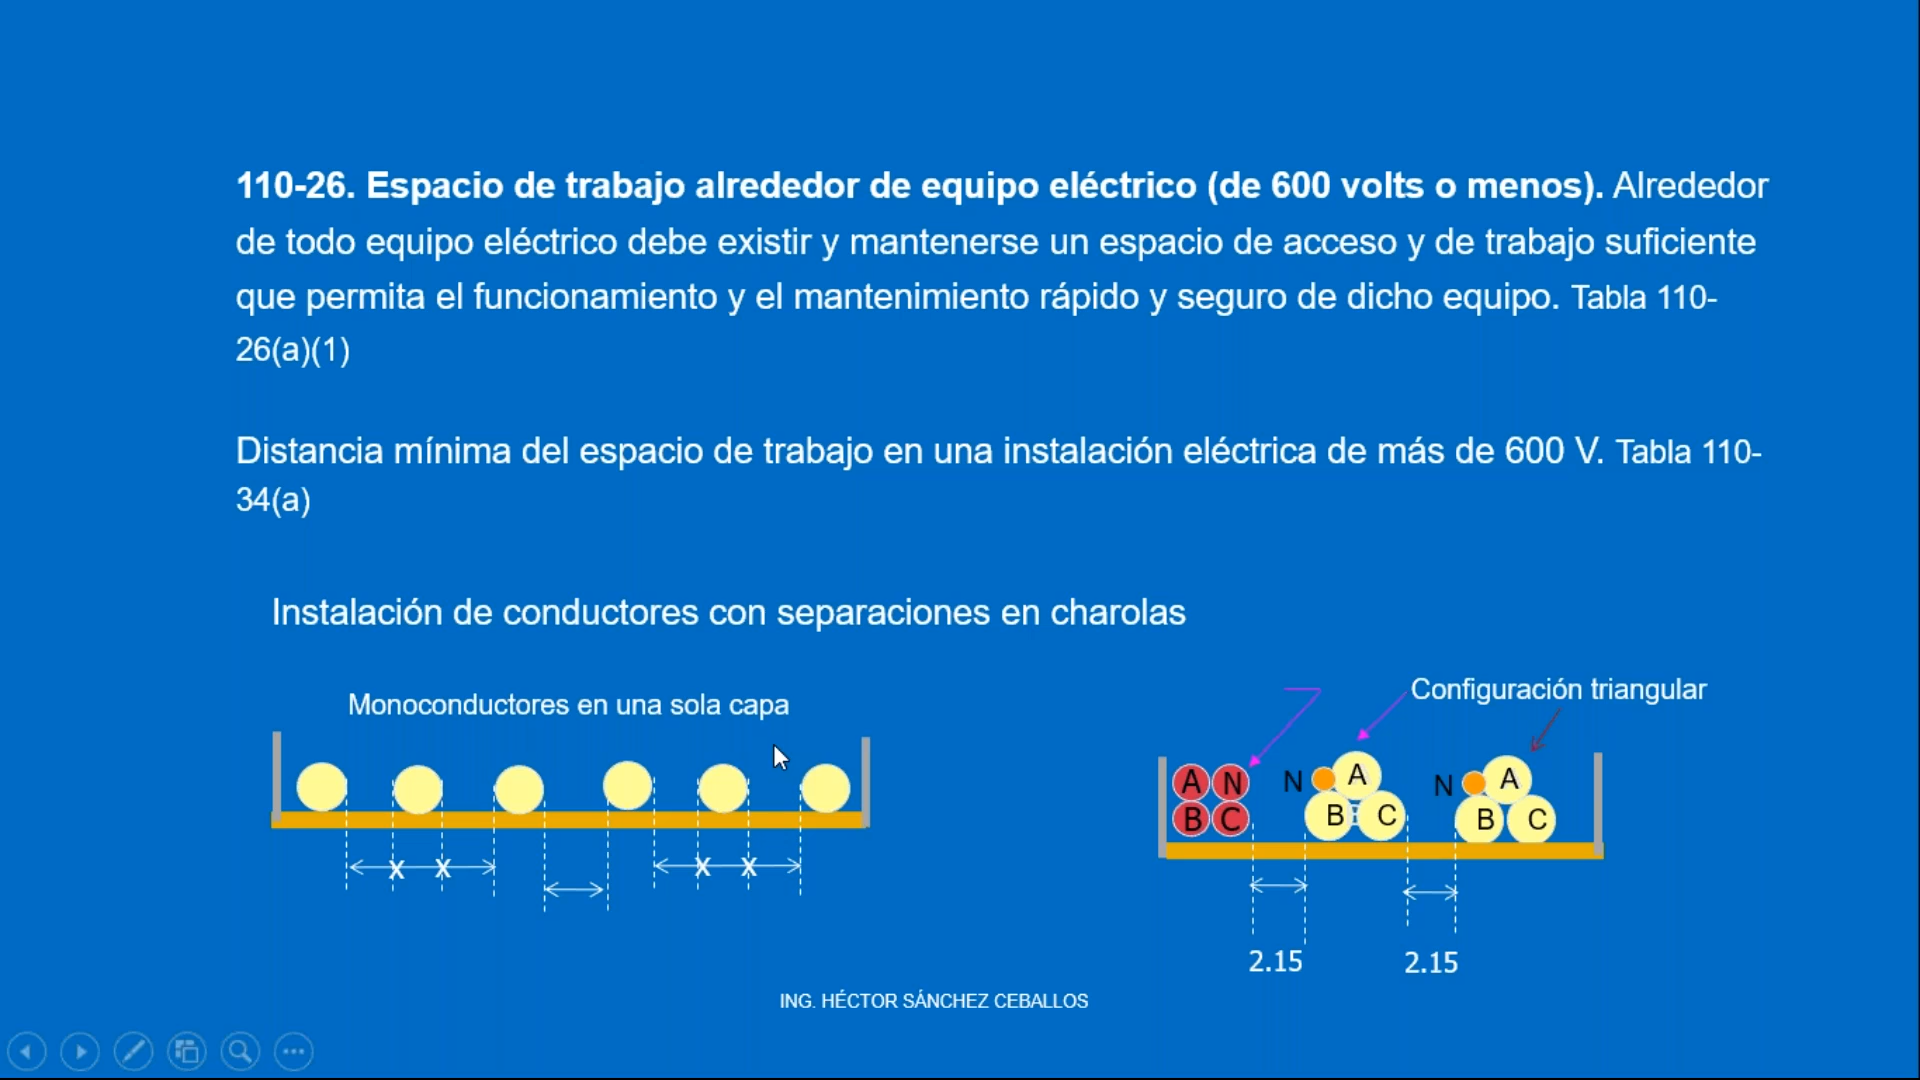 110-26. Espacio de trabajo alrededor de equipo eléctrico (de 600 volts o menos). Alrededor
de todo equipo eléctrico debe existir y mantenerse un espacio de acceso y de trabajo suficiente
que permita el funcionamiento y el mantenimiento rápido y seguro de dicho equipo. Tabla 110-
26(a)(1)
Distancia mínima del espacio de trabajo en una instalación eléctrica de más de 600 V. Tabla 110-
34(a)
Instalación de conductores con separaciones en charolas
Monoconductores en una sola capa
x x
x x
Configuración triangular
A N
B C
N A
B C
N A
B C
2.15
2.15
ING. HÉCTOR SÁNCHEZ CEBALLOS